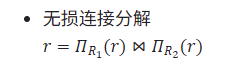 • 无损连接分解
r = Π_{R_1}(r) ⋈ Π_{R_2}(r)